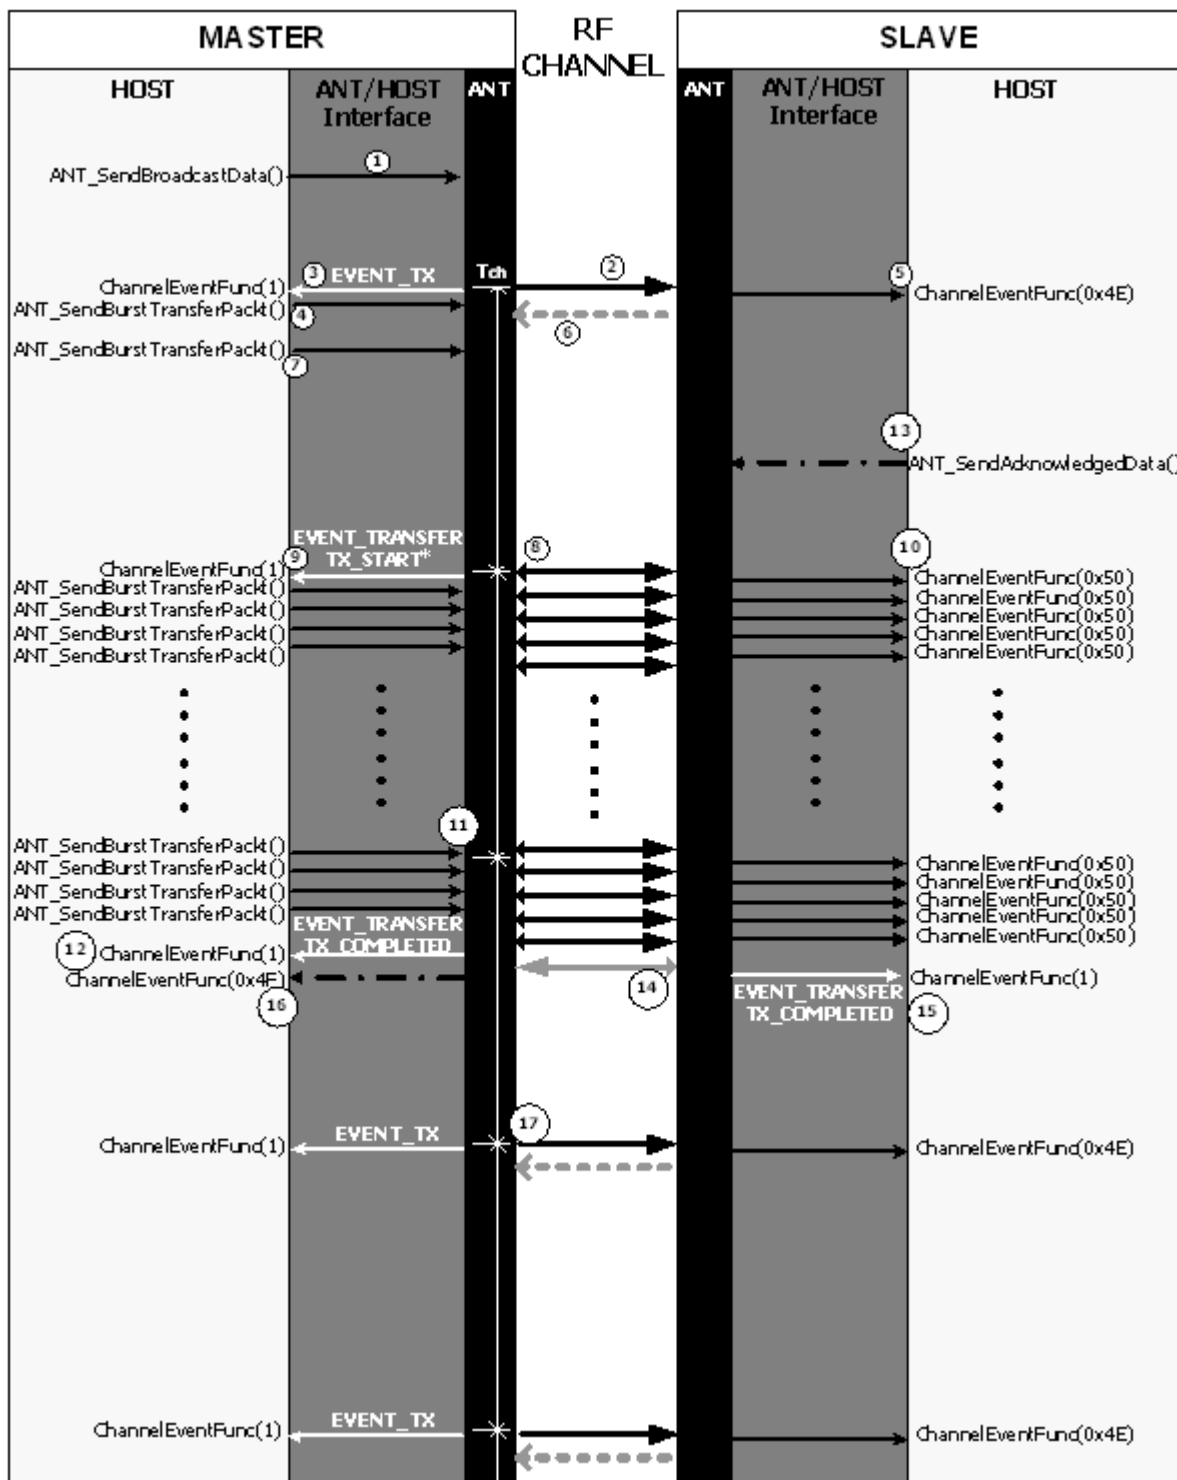 MASTER
RF
CHANNEL
SLAVE
HOST
ANT/HOST
Interface
ANT
ANT
ANT/HOST
Interface
HOST
1
ANT_SendBroadcastData()
3
EVENT_TX
Tch
2
5
ChannelEventFunc(1)
ChannelEventFunc(0x4E)
ANT_SendBurstTransferPackt()
4
6
ANT_SendBurstTransferPackt()
7
13
ANT_SendAcknowledgedData()
EVENT_TRANSFER
TX_START*
9
8
10
ChannelEventFunc(1)
ChannelEventFunc(0x50)
ANT_SendBurstTransferPackt()
ChannelEventFunc(0x50)
ANT_SendBurstTransferPackt()
ChannelEventFunc(0x50)
ANT_SendBurstTransferPackt()
ChannelEventFunc(0x50)
ANT_SendBurstTransferPackt()
ChannelEventFunc(0x50)
11
ANT_SendBurstTransferPackt()
ChannelEventFunc(0x50)
ANT_SendBurstTransferPackt()
ChannelEventFunc(0x50)
ANT_SendBurstTransferPackt()
ChannelEventFunc(0x50)
ANT_SendBurstTransferPackt()
ChannelEventFunc(0x50)
EVENT_TRANSFER
TX_COMPLETED
ChannelEventFunc(0x50)
12
ChannelEventFunc(1)
ChannelEventFunc(0x4E)
16
14
ChannelEventFunc(1)
EVENT_TRANSFER
TX_COMPLETED
15
17
EVENT_TX
ChannelEventFunc(1)
ChannelEventFunc(0x4E)
EVENT_TX
ChannelEventFunc(1)
ChannelEventFunc(0x4E)